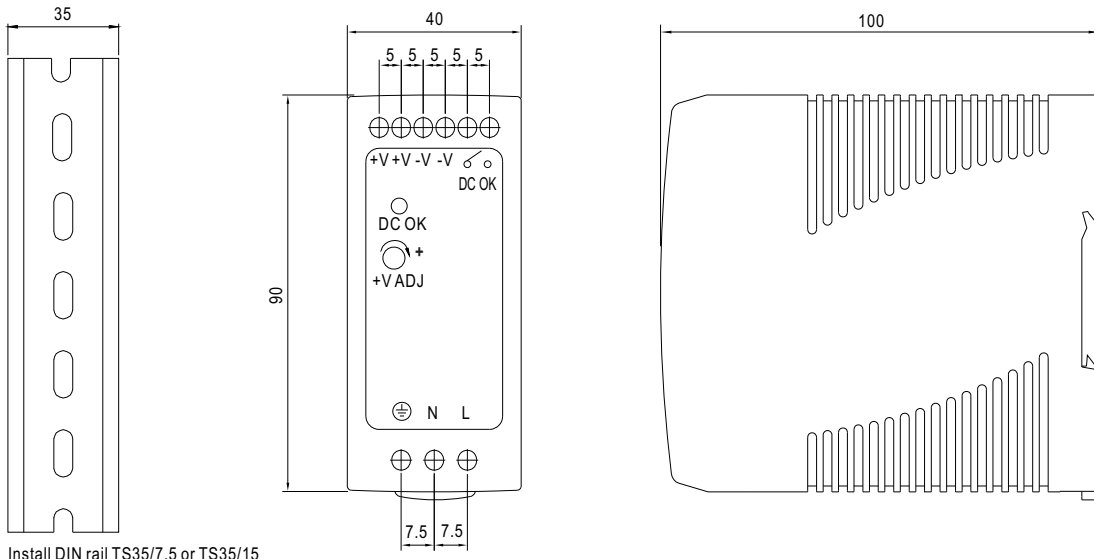 35
40
100
5 5 5 5 5
+V +V -V -V
DC OK
DC OK
+
+V ADJ
90
N L
7.5 7.5
Install DIN rail TS35/7.5 or TS35/15